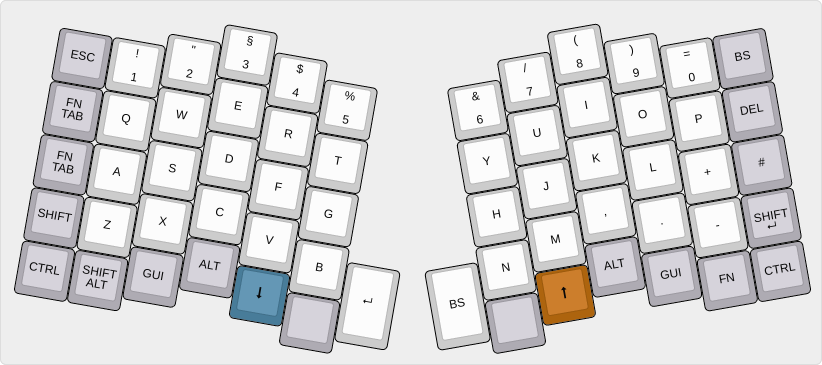 ESC ! 1 " 2 § 3 $ 4 % 5
& 6 / 7 ( 8 ) 9 = 0 BS
FN TAB Q W E R T
Y U I O P DEL
FN TAB A S D F G
H J K L + #
SHIFT Z X C V B
N M , . - SHIFT ↵
CTRL SHIFT ALT GUI ALT ↓ ↵
BS ↑ ALT GUI FN CTRL